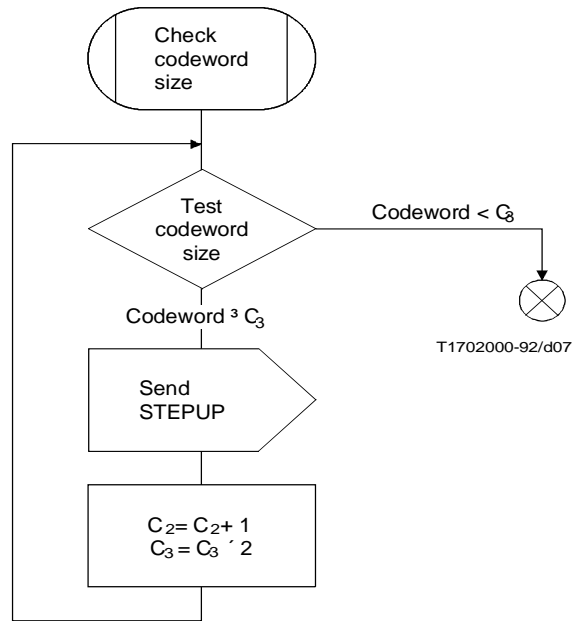 Check
codeword
size
Test
codeword
size
Codeword < C3
T1702000-92/d07
Codeword ³ C3
Send
STEPUP
C2= C2+ 1
C3 = C3 ´ 2